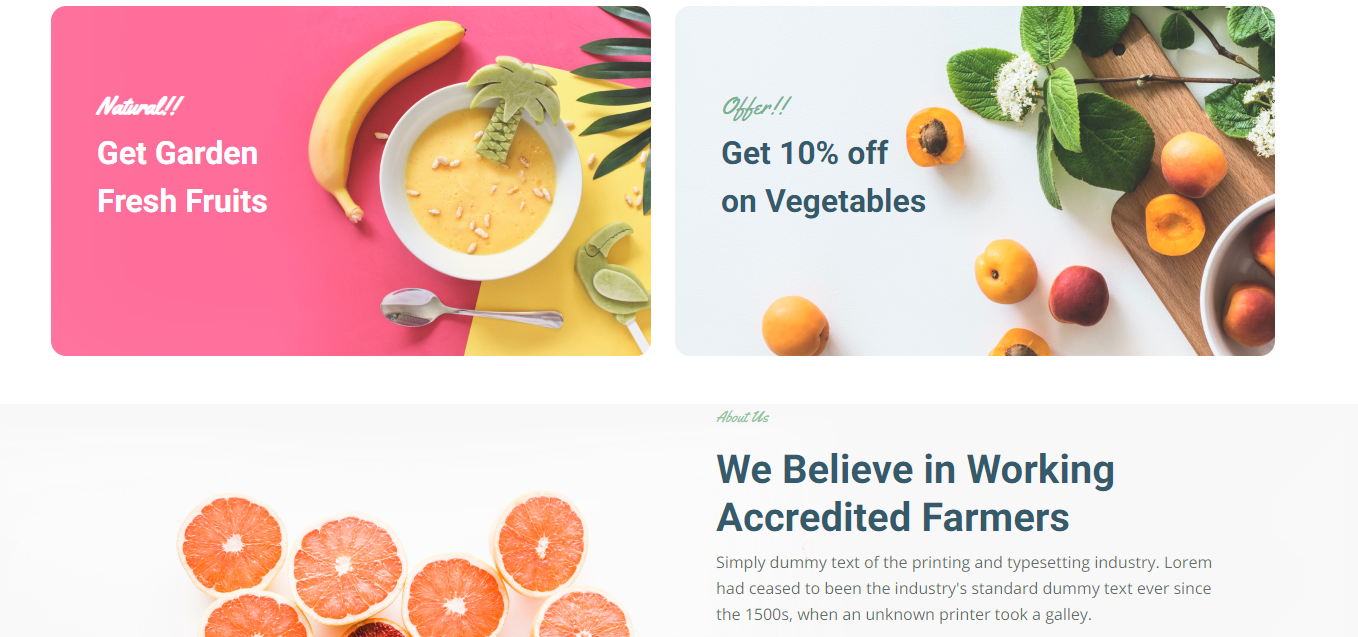 Natural!!
Get Garden
Fresh Fruits
Offer!!
Get 10% off
on Vegetables
About Us
We Believe in Working
Accredited Farmers
Simply dummy text of the printing and typesetting industry. Lorem
had ceased to been the industry's standard dummy text ever since
the 1500s, when an unknown printer took a galley.